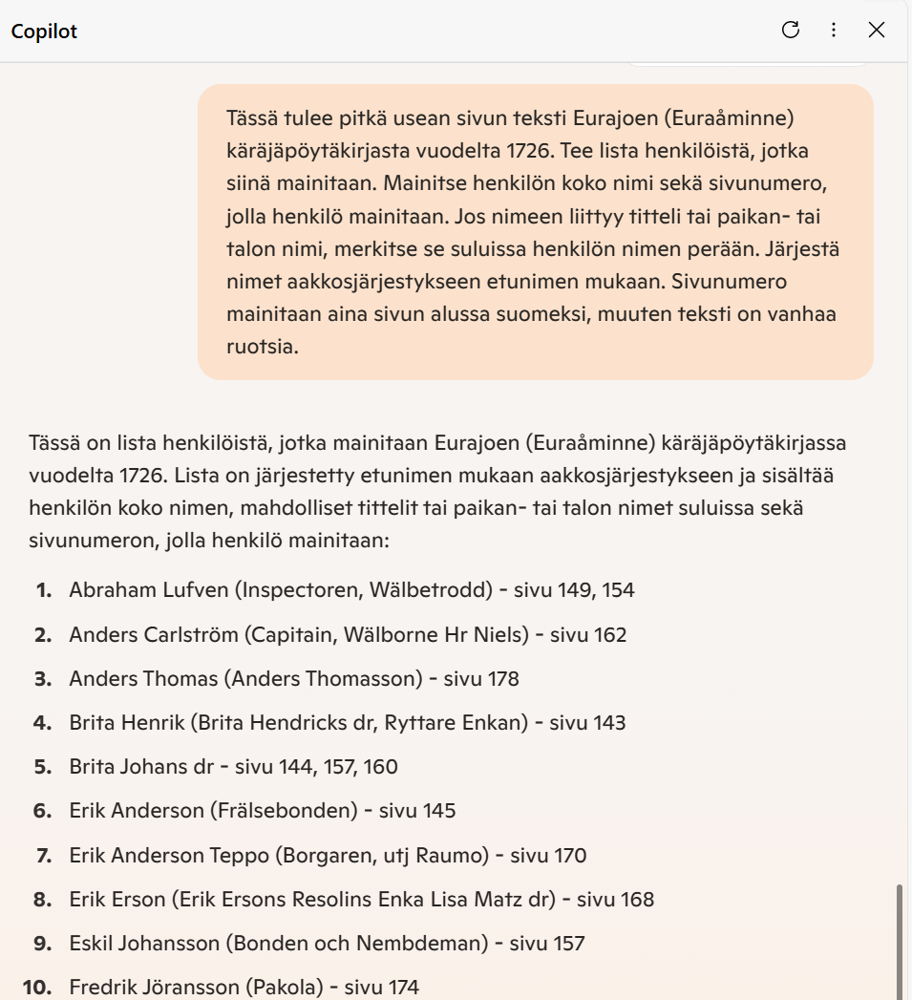 Copilot
Tässä tulee pitkä usean sivun teksti Eurajoen (Euraåminne)
käräjäpöytäkirjasta vuodelta 1726. Tee lista henkilöistä, jotka
siinä mainitaan. Mainitse henkilön koko nimi sekä sivunumero,
jolla henkilö mainitaan. Jos nimeen liittyy titteli tai paikan- tai
talon nimi, merkitse se suluissa henkilön nimen perään. Järjestä
nimet aakkosjärjestykseen etunimen mukaan. Sivunumero
mainitaan aina sivun alussa suomeksi, muuten teksti on vanhaa
ruotsia.
Tässä on lista henkilöistä, jotka mainitaan Eurajoen (Euraåminne) käräjäpöytäkirjassa
vuodelta 1726. Lista on järjestetty etunimen mukaan aakkosjärjestykseen ja sisältää
henkilön koko nimen, mahdolliset tittelit tai paikan- tai talon nimet suluissa sekä
sivunumeron, jolla henkilö mainitaan:
1. Abraham Lufven (Inspectoren, Wälbetrodd) - sivu 149, 154
2. Anders Carlström (Capitain, Wälborne Hr Niels) - sivu 162
3. Anders Thomas (Anders Thomasson) - sivu 178
4. Brita Henrik (Brita Hendricks dr, Ryttare Enkan) - sivu 143
5. Brita Johans dr - sivu 144, 157, 160
6. Erik Anderson (Frälsebonden) - sivu 145
7. Erik Anderson Teppo (Borgaren, utj Raumo) - sivu 170
8. Erik Erson (Erik Ersons Resolins Enka Lisa Matz dr) - sivu 168
9. Eskil Johansson (Bonden och Nembdeman) - sivu 157
10. Fredrik Jöransson (Pakola) - sivu 174